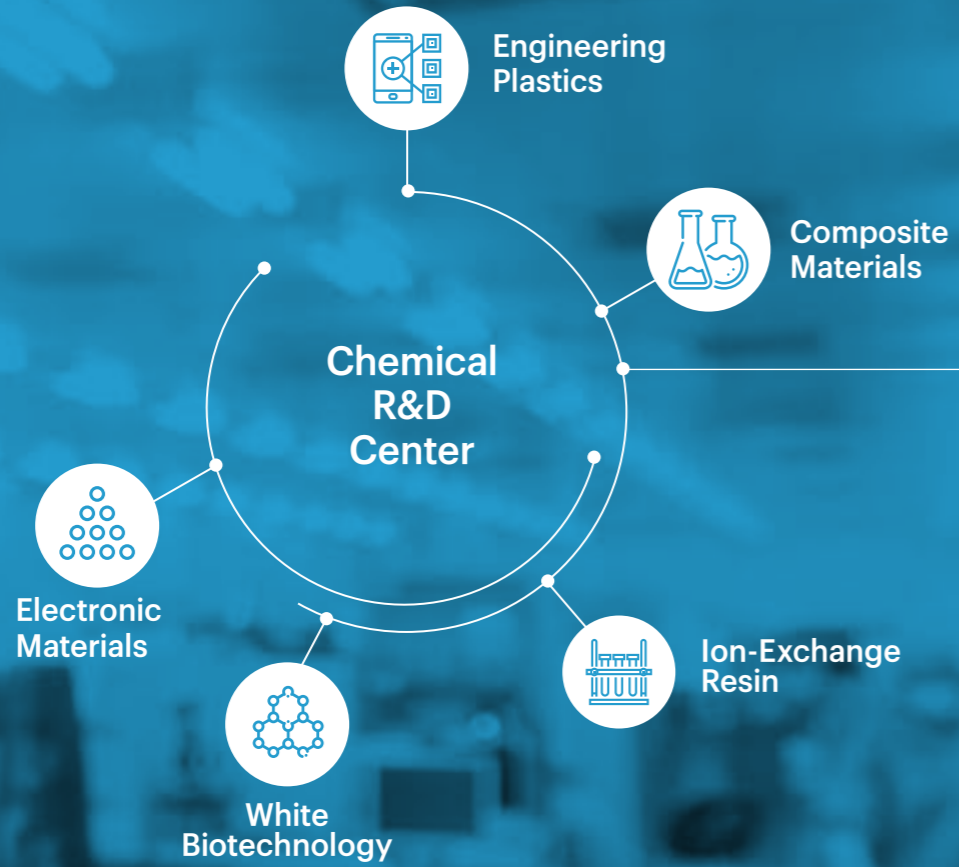 Engineering
Plastics
Composite
Materials
Chemical
R&D
Center
Electronic
Materials
Ion-Exchange
Resin
White
Biotechnology